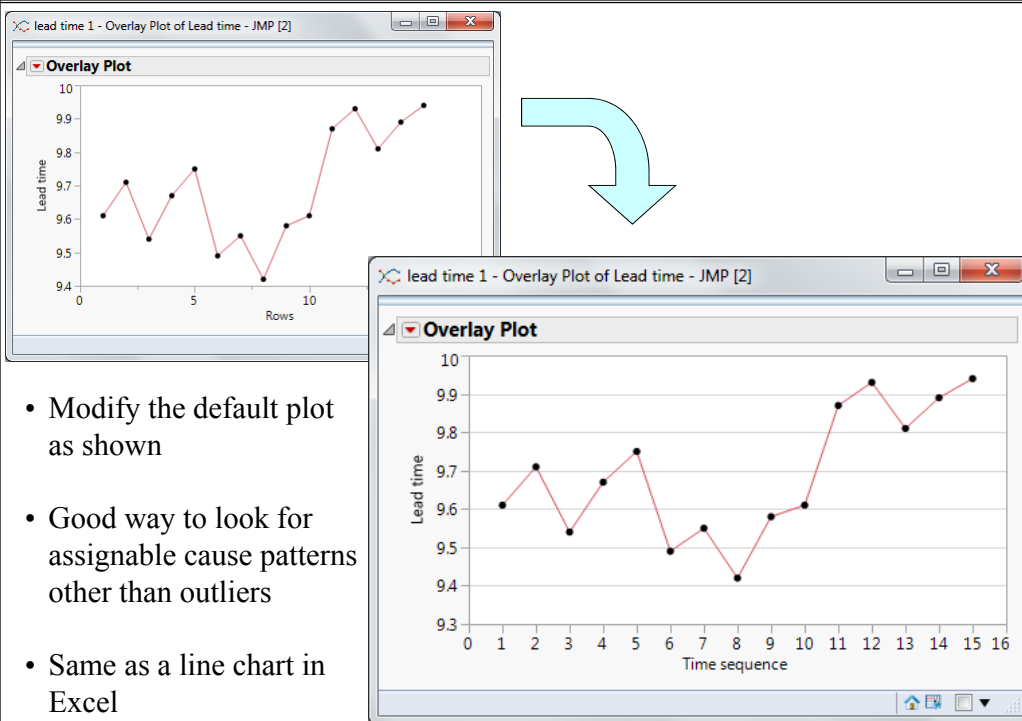 lead time 1 - Overlay Plot of Lead time - JMP [2]
Overlay Plot
10
9.9
9.8
9.7
9.6
9.5
9.4
Lead time
0 5 10
Rows
lead time 1 - Overlay Plot of Lead time - JMP [2]
Overlay Plot
10
9.9
9.8
9.7
9.6
9.5
9.4
9.3
Lead time
0 1 2 3 4 5 6 7 8 9 10 11 12 13 14 15 16
Time sequence
• Modify the default plot
as shown
• Good way to look for
assignable cause patterns
other than outliers
• Same as a line chart in
Excel